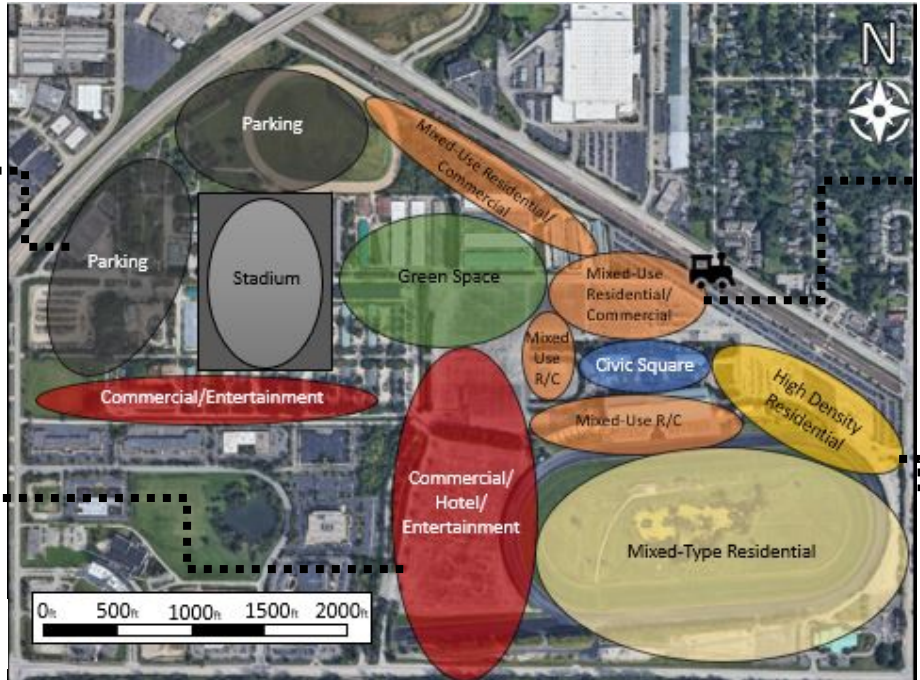 N
Parking
Mixed-Use Residential/
Commercial
Parking
Stadium
Green Space
Mixed-Use
Residential/
Commercial
Mixed
Use
R/C
Civic Square
High Density
Residential
Commercial/Entertainment
Mixed-Use R/C
Commercial/
Hotel/
Entertainment
Mixed-Type Residential
0ft 500ft 1000ft 1500ft 2000ft